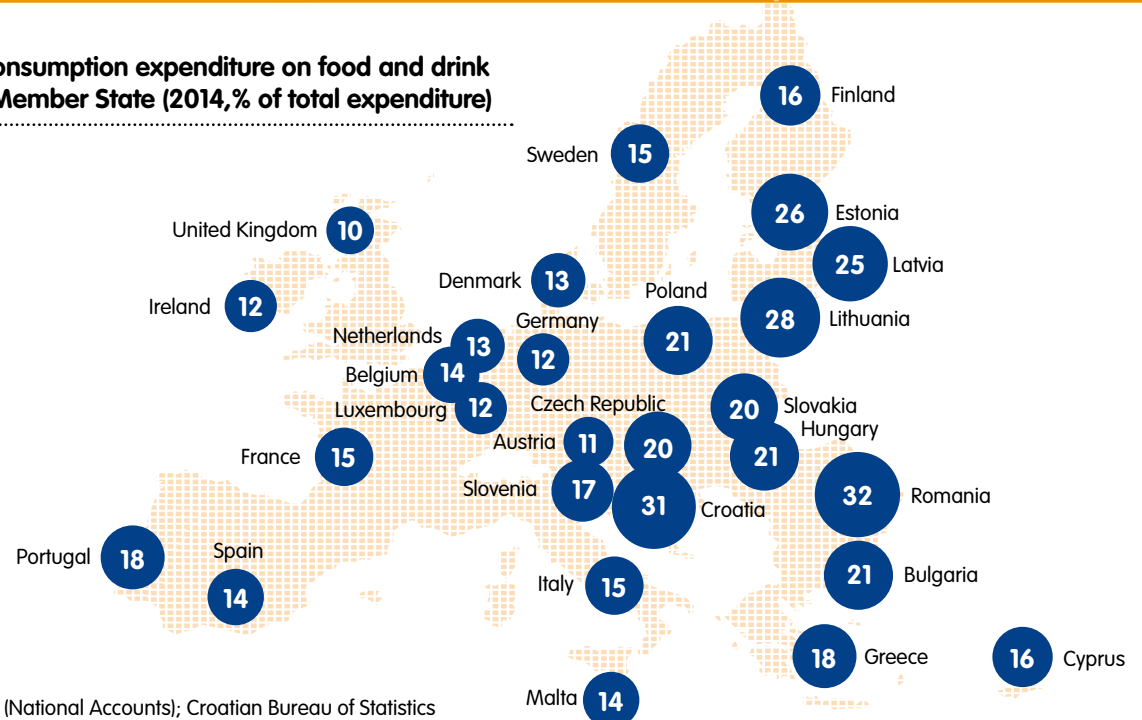 onsumption expenditure on food and drink
Member State (2014,% of total expenditure)
16 Finland
Sweden 15
26 Estonia
United Kingdom 10
25 Latvia
Denmark 13
Poland
21
Ireland 12
28 Lithuania
Germany
12
Netherlands 13
Belgium 14
Luxembourg 12
Czech Republic
20
20 Slovakia
Hungary
21
Austria 11
France 15
Slovenia 17
31 Croatia
32 Romania
Portugal 18
Spain
14
Italy 15
21 Bulgaria
18 Greece
16 Cyprus
Malta 14
(National Accounts); Croatian Bureau of Statistics